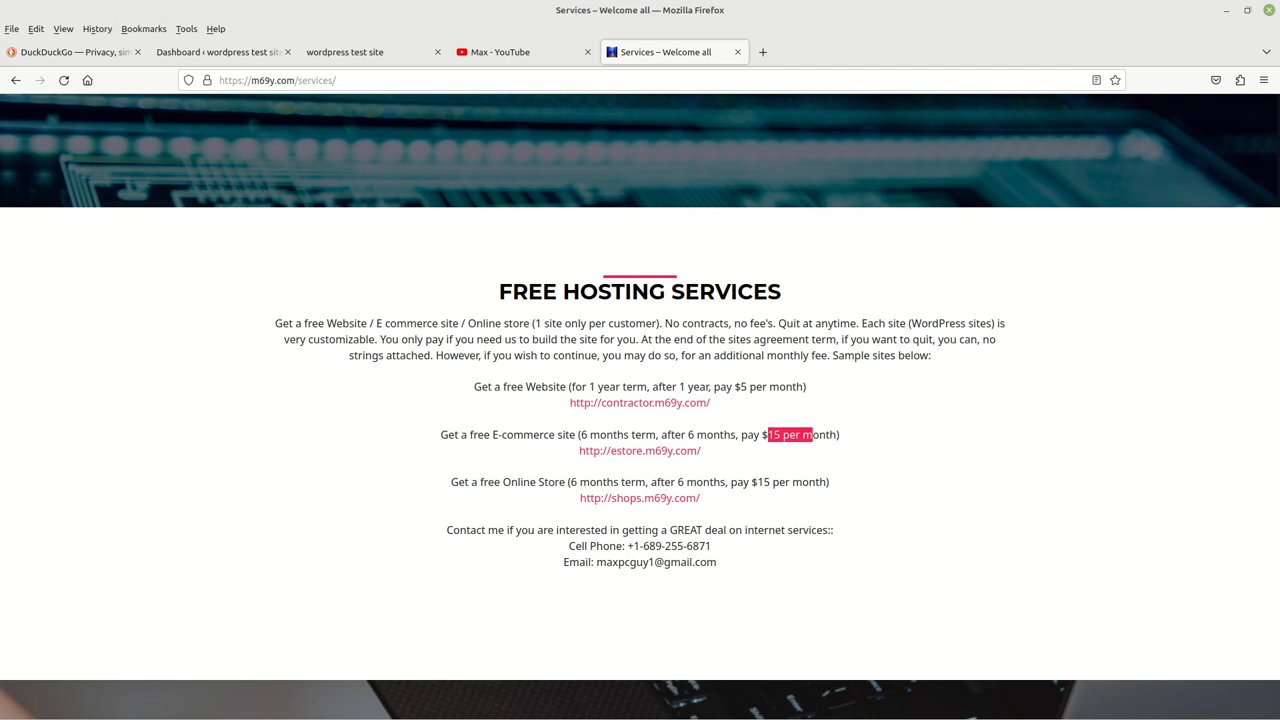 Services – Welcome all — Mozilla Firefox
File Edit View History Bookmarks Tools Help
DuckDuckGo — Privacy, sim Dashboard ‹ wordpress test site wordpress test site Max - YouTube Services – Welcome all
https://m69y.com/services/
FREE HOSTING SERVICES
Get a free Website / E commerce site / Online store (1 site only per customer). No contracts, no fee's. Quit at anytime. Each site (WordPress sites) is
very customizable. You only pay if you need us to build the site for you. At the end of the sites agreement term, if you want to quit, you can, no
strings attached. However, if you wish to continue, you may do so, for an additional monthly fee. Sample sites below:
Get a free Website (for 1 year term, after 1 year, pay $5 per month)
http://contractor.m69y.com/
Get a free E-commerce site (6 months term, after 6 months, pay $15 per month)
http://estore.m69y.com/
Get a free Online Store (6 months term, after 6 months, pay $15 per month)
http://shops.m69y.com/
Contact me if you are interested in getting a GREAT deal on internet services::
Cell Phone: +1-689-255-6871
Email: maxpcguy1@gmail.com